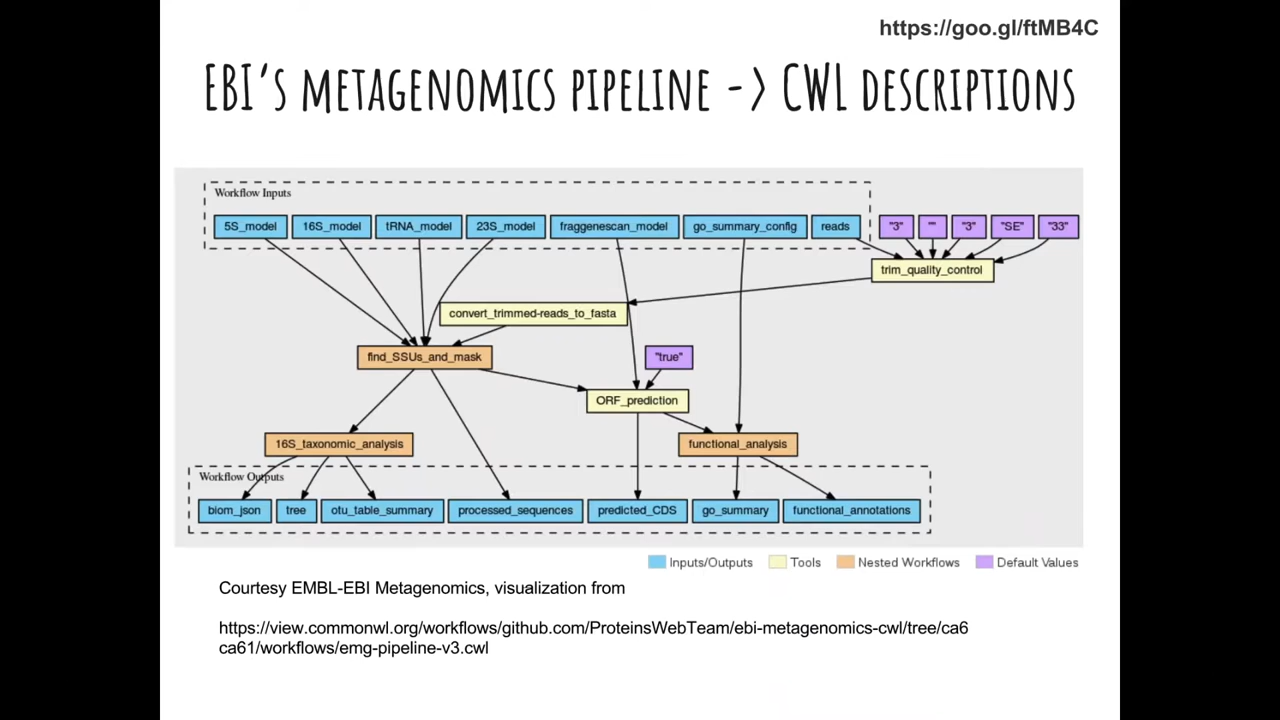 https://goo.gl/ftMB4C
EBI's METAGENOMICS PIPELINE -> CWL DESCRIPTIONS
Workflow Inputs
5S_model 16S_model tRNA_model 23S_model fraggenescan_model go_summary_config reads "3" "" "3" "SE" "33"
trim_quality_control
convert_trimmed-reads_to_fasta
find_SSUs_and_mask "true"
ORF_prediction
16S_taxonomic_analysis functional_analysis
Workflow Outputs
biom_json tree otu_table_summary processed_sequences predicted_CDS go_summary functional_annotations
Inputs/Outputs Tools Nested Workflows Default Values
Courtesy EMBL-EBI Metagenomics, visualization from
https://view.commonwl.org/workflows/github.com/ProteinsWebTeam/ebi-metagenomics-cwl/tree/ca6
ca61/workflows/emg-pipeline-v3.cwl